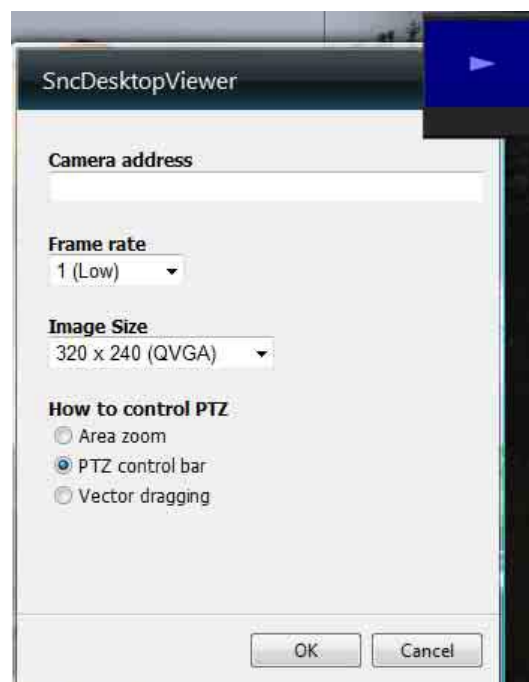 SncDesktopViewer
Camera address
Frame rate
1 (Low)
Image Size
320 x 240 (QVGA)
How to control PTZ
Area zoom
PTZ control bar
Vector dragging
OK
Cancel